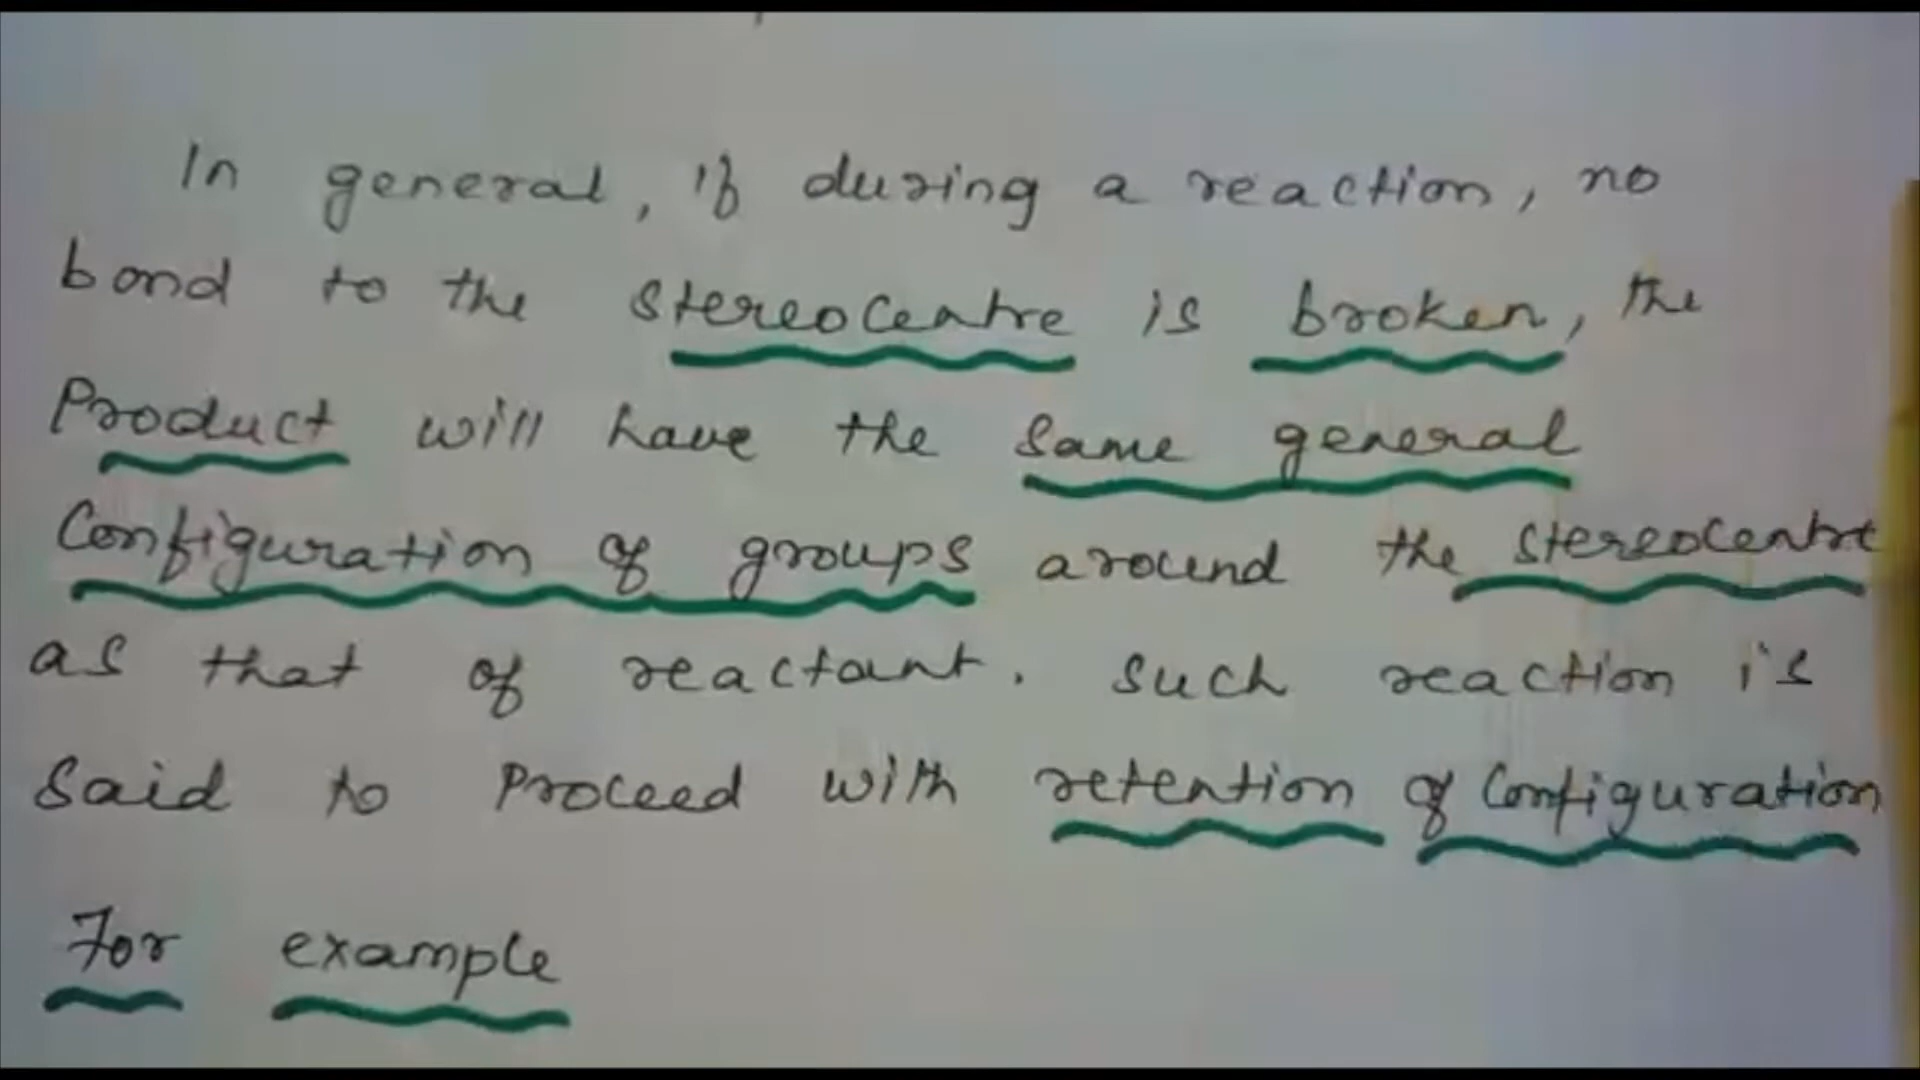 In general, if during a reaction, no
bond to the stereocentre is broken, the
Product will have the same general
Configuration of groups around the stereocentre
as that of reactant. Such reaction is
Said to Proceed with retention of Configuration
For example